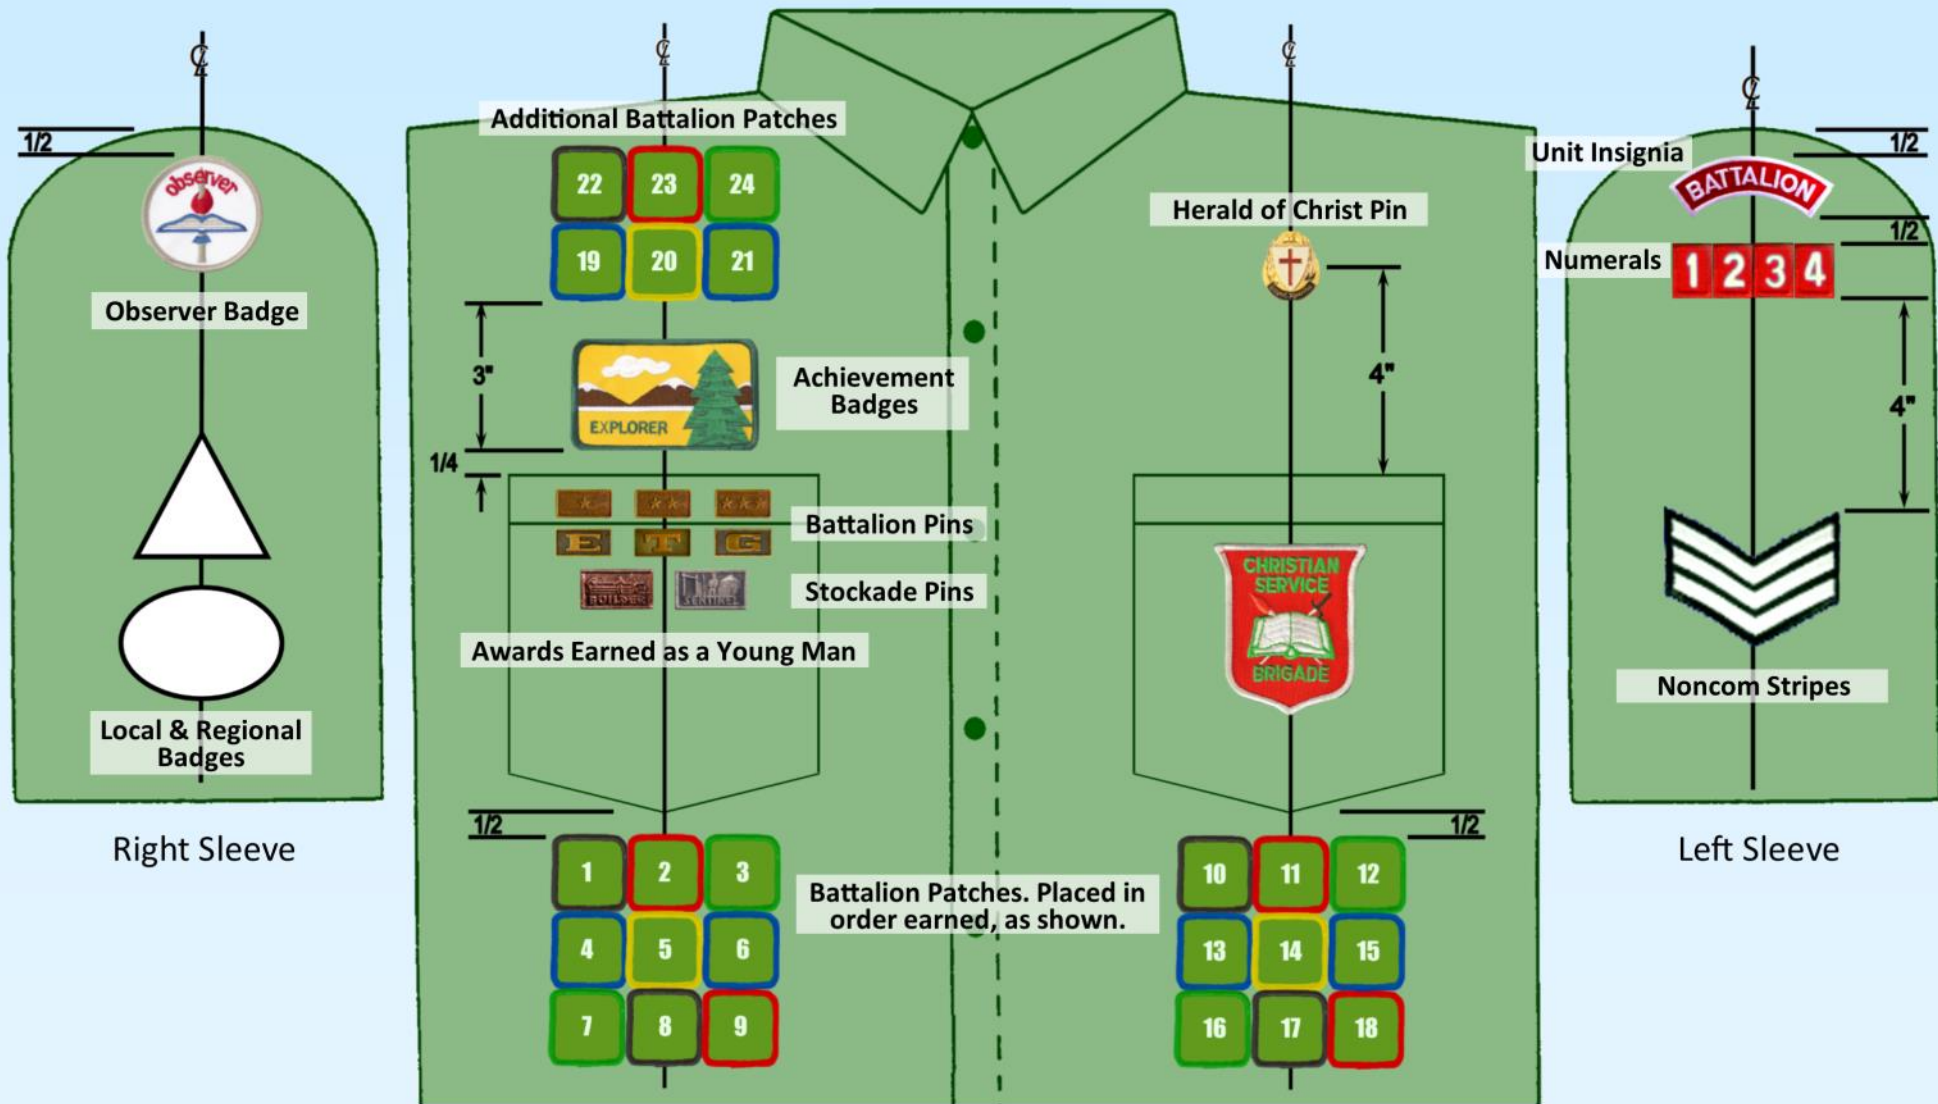 ℄
1/2
observer
Observer Badge
Local & Regional
Badges
Right Sleeve
℄
Additional Battalion Patches
22 23 24
19 20 21
3"
EXPLORER
Achievement
Badges
1/4
Battalion Pins
E T G
BUILDER SENTINEL
Stockade Pins
Awards Earned as a Young Man
1/2
1 2 3
4 5 6
7 8 9
Battalion Patches. Placed in
order earned, as shown.
℄
Herald of Christ Pin
4"
CHRISTIAN
SERVICE
BRIGADE
1/2
10 11 12
13 14 15
16 17 18
℄
1/2
Unit Insignia
BATTALION
1/2
Numerals
1 2 3 4
4"
Noncom Stripes
Left Sleeve